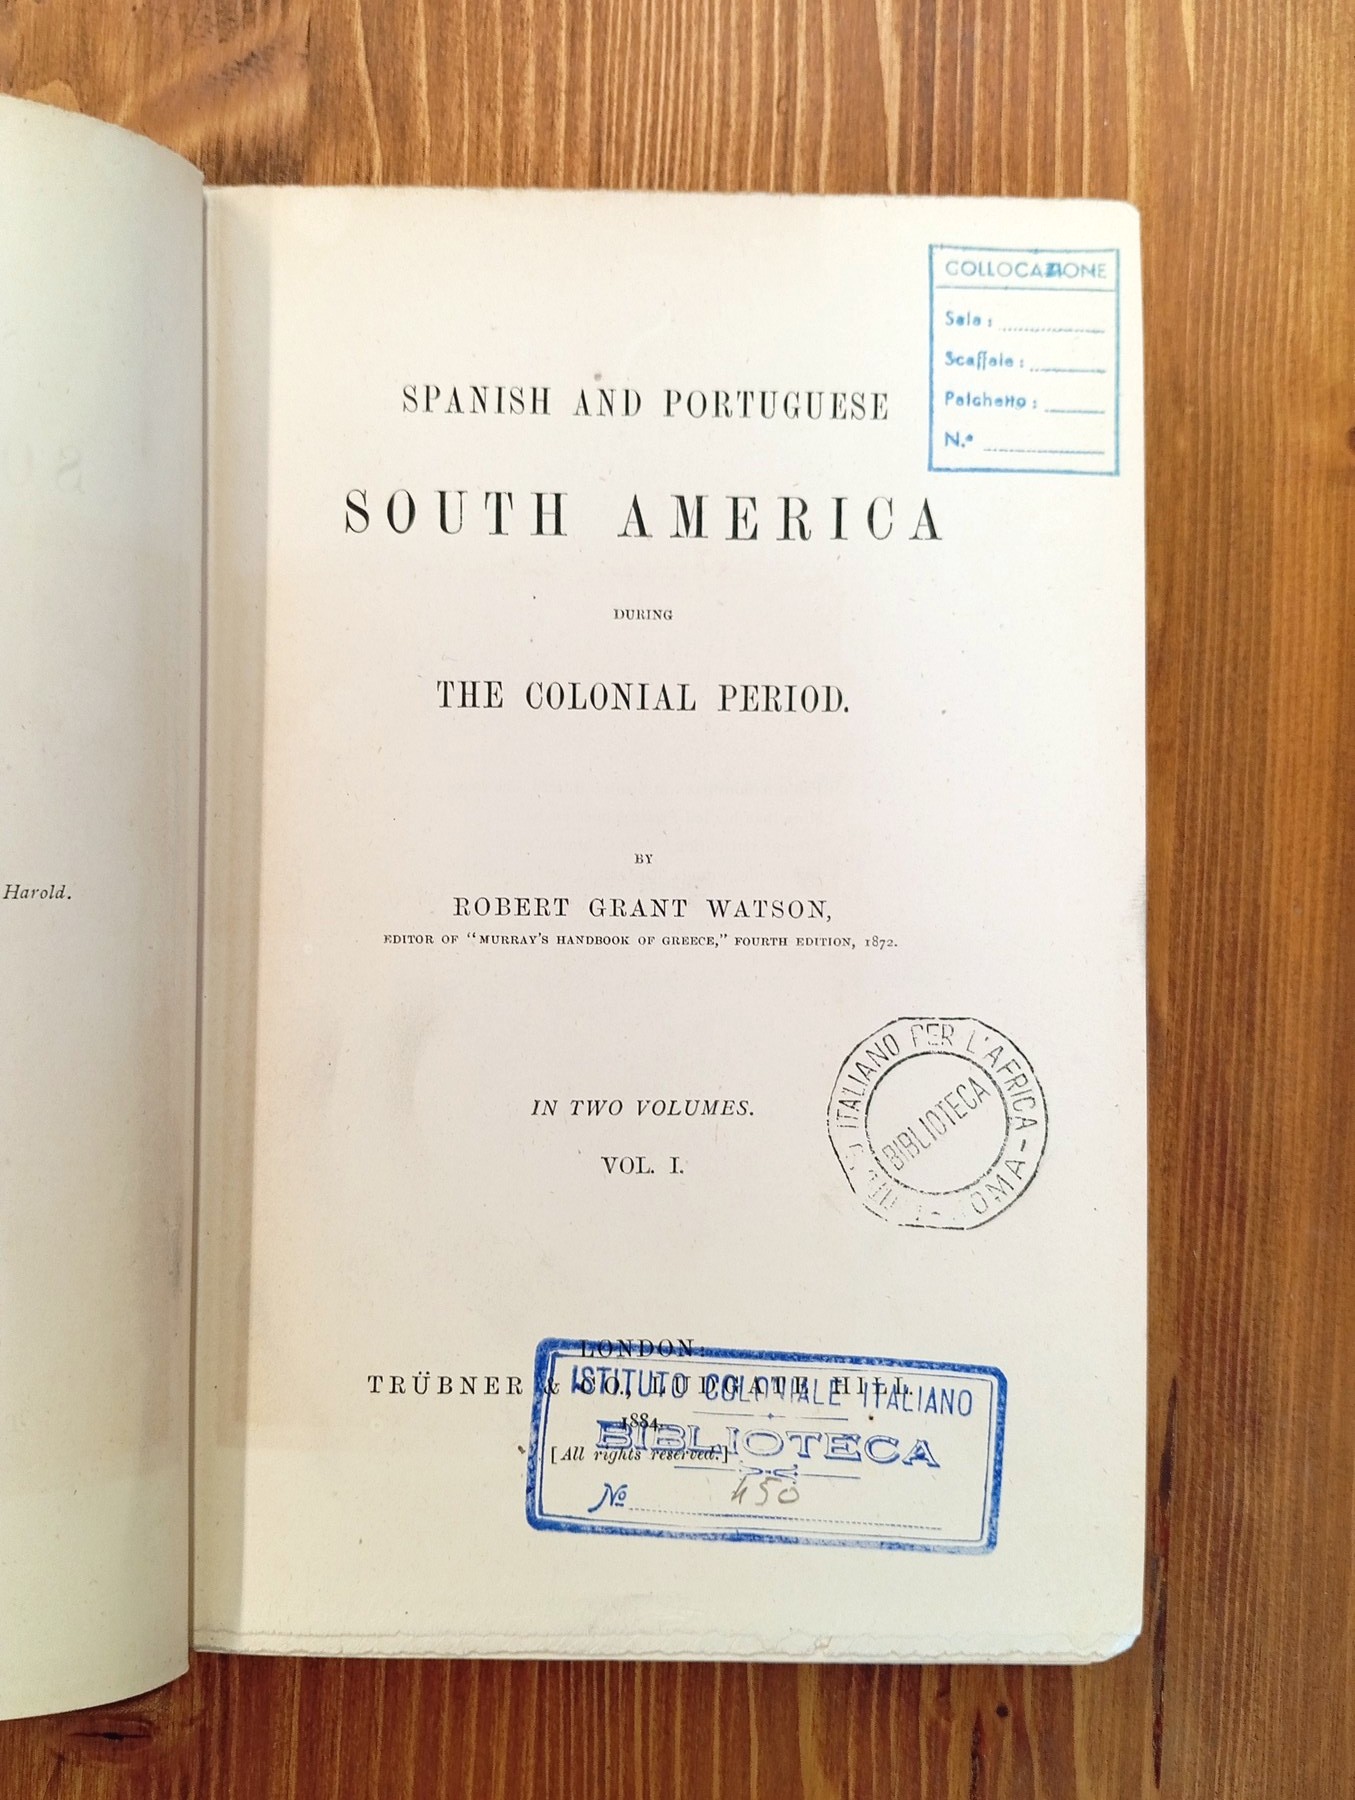 COLLOCAZIONE
Sala:
Scaffale:
Palchetto:
N.º
SPANISH AND PORTUGUESE
SOUTH AMERICA
DURING
THE COLONIAL PERIOD.
BY
ROBERT GRANT WATSON,
EDITOR OF "MURRAY'S HANDBOOK OF GREECE," FOURTH EDITION, 1872.
Harold.
IN TWO VOLUMES.
VOL. I.
ITALIANO PER L'AFRICA - ROMA -
BIBLIOTECA
LONDON:
TRÜBNER & CO., LUDGATE HILL.
1884.
[All rights reserved.]
ISTITUTO COLONIALE ITALIANO
BIBLIOTECA
No 450